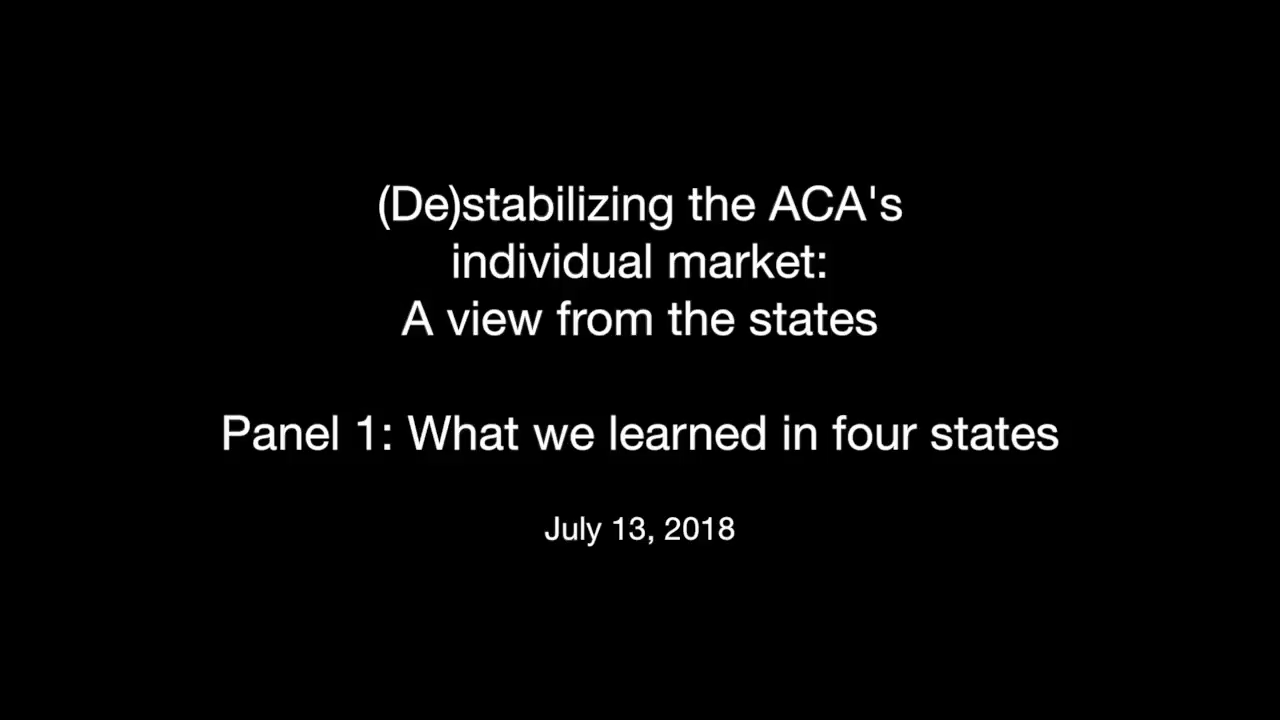 (De)stabilizing the ACA's
individual market:
A view from the states
Panel 1: What we learned in four states
July 13, 2018